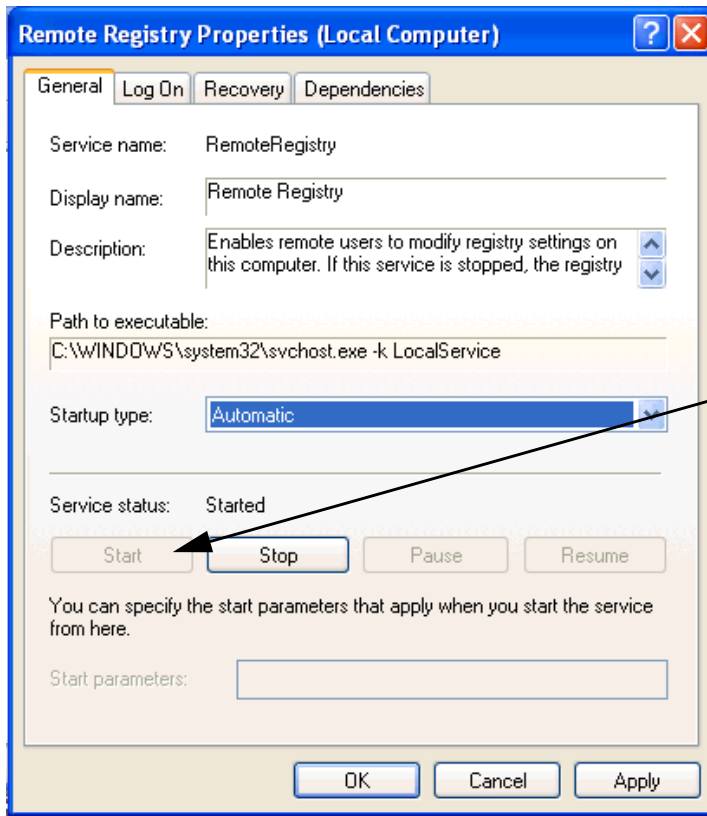 Remote Registry Properties (Local Computer)
General Log On Recovery Dependencies
Service name: RemoteRegistry
Display name: Remote Registry
Description: Enables remote users to modify registry settings on
this computer. If this service is stopped, the registry
Path to executable:
C:\WINDOWS\system32\svchost.exe -k LocalService
Startup type: Automatic
Service status: Started
Start Stop Pause Resume
You can specify the start parameters that apply when you start the service
from here.
Start parameters:
OK Cancel Apply